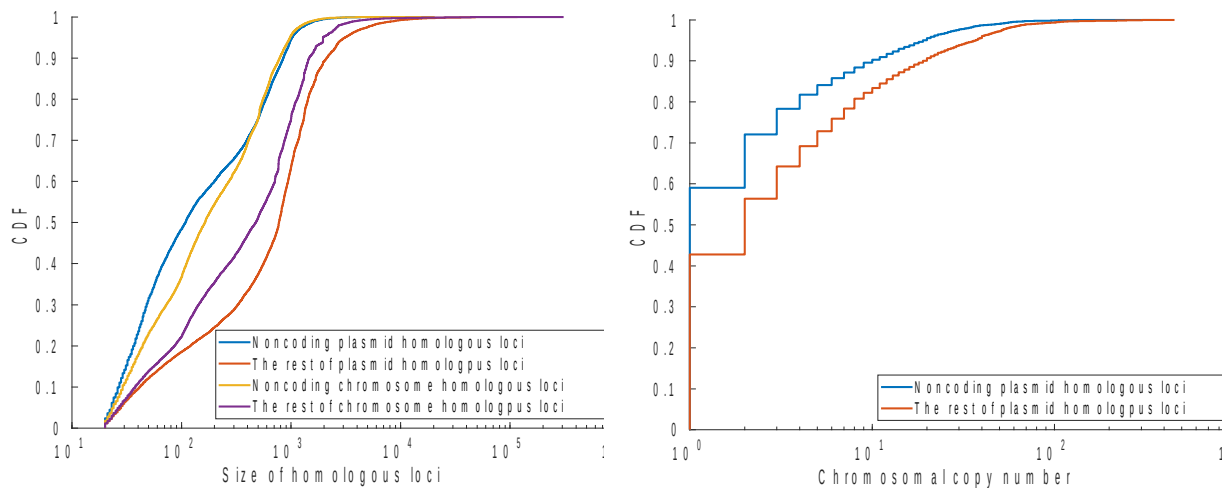 1
0.9
0.8
0.7
0.6
0.5
0.4
0.3
0.2
0.1
0
CDF
Noncoding plasmid homologous loci
The rest of plasmid homologpus loci
Noncoding chromosome homologous loci
The rest of chromosome homologpus loci
10^1 10^2 10^3 10^4 10^5
Size of homologous loci
1
0.9
0.8
0.7
0.6
0.5
0.4
0.3
0.2
0.1
0
CDF
Noncoding plasmid homologous loci
The rest of plasmid homologpus loci
10^0 10^1 10^2
Chromosomal copy number